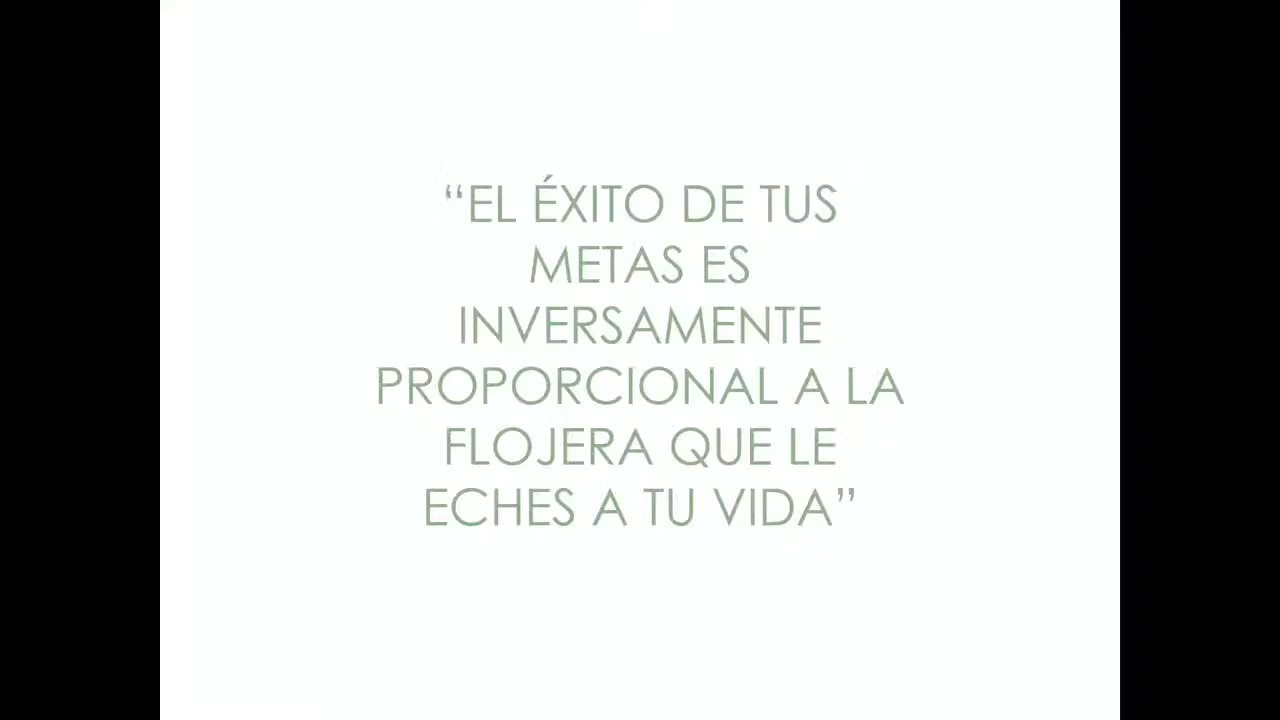 “EL ÉXITO DE TUS
METAS ES
INVERSAMENTE
PROPORCIONAL A LA
FLOJERA QUE LE
ECHES A TU VIDA”